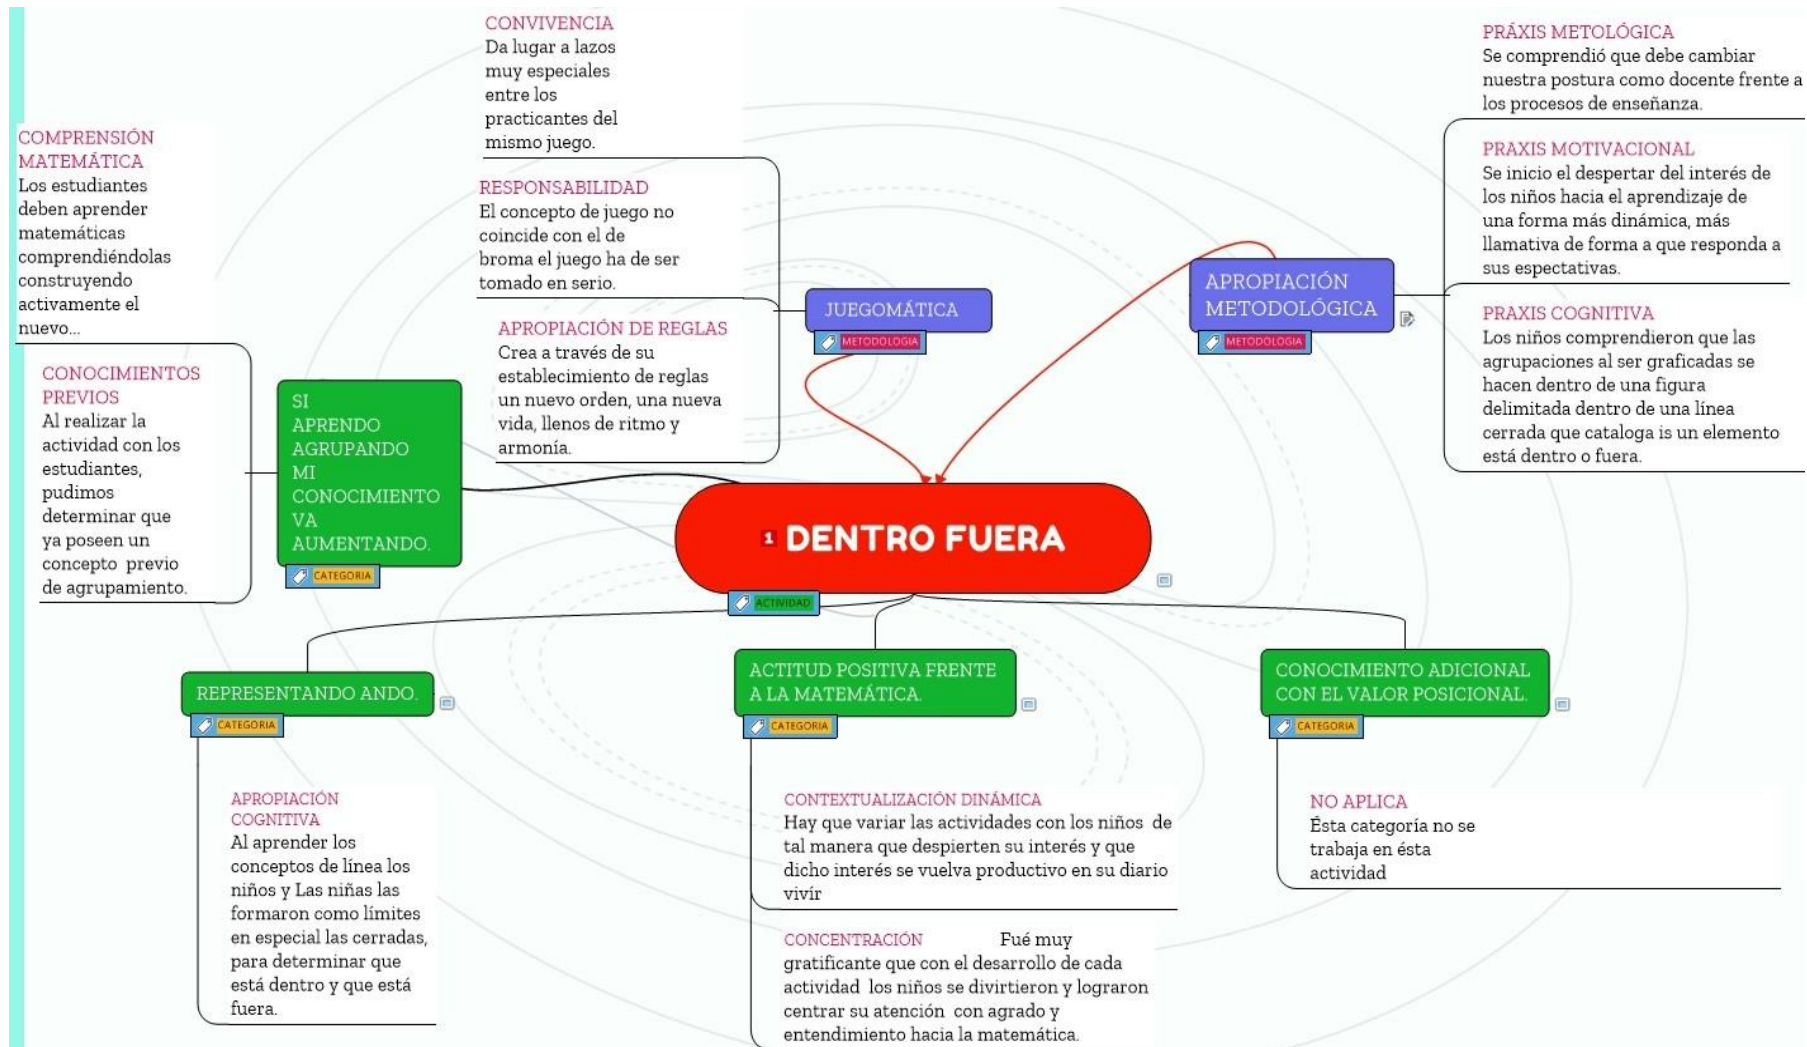 CONVIVENCIA
Da lugar a lazos
muy especiales
entre los
practicantes del
mismo juego.
RESPONSABILIDAD
El concepto de juego no
coincide con el de
broma el juego ha de ser
tomado en serio.
APROPIACIÓN DE REGLAS
Crea a través de su
establecimiento de reglas
un nuevo orden, una nueva
vida, llenos de ritmo y
armonía.
JUEGOMÁTICA
METODOLOGIA
PRÁXIS METOLÓGICA
Se comprendió que debe cambiar
nuestra postura como docente frente a
los procesos de enseñanza.
PRAXIS MOTIVACIONAL
Se inicio el despertar del interés de
los niños hacia el aprendizaje de
una forma más dinámica, más
llamativa de forma a que responda a
sus espectativas.
PRAXIS COGNITIVA
Los niños comprendieron que las
agrupaciones al ser graficadas se
hacen dentro de una figura
delimitada dentro de una línea
cerrada que cataloga is un elemento
está dentro o fuera.
APROPIACIÓN
METODOLÓGICA
METODOLOGIA
COMPRENSIÓN
MATEMÁTICA
Los estudiantes
deben aprender
matemáticas
comprendiéndolas
construyendo
activamente el
nuevo...
CONOCIMIENTOS
PREVIOS
Al realizar la
actividad con los
estudiantes,
pudimos
determinar que
ya poseen un
concepto previo
de agrupamiento.
SI
APRENDO
AGRUPANDO
MI
CONOCIMIENTO
VA
AUMENTANDO.
CATEGORIA
1 DENTRO FUERA
ACTIVIDAD
REPRESENTANDO ANDO.
CATEGORIA
APROPIACIÓN
COGNITIVA
Al aprender los
conceptos de línea los
niños y Las niñas las
formaron como límites
en especial las cerradas,
para determinar que
está dentro y que está
fuera.
ACTITUD POSITIVA FRENTE
A LA MATEMÁTICA.
CATEGORIA
CONTEXTUALIZACIÓN DINÁMICA
Hay que variar las actividades con los niños de
tal manera que despierten su interés y que
dicho interés se vuelva productivo en su diario
vivír
CONCENTRACIÓN Fué muy
gratificante que con el desarrollo de cada
actividad los niños se divirtieron y lograron
centrar su atención con agrado y
entendimiento hacia la matemática.
CONOCIMIENTO ADICIONAL
CON EL VALOR POSICIONAL.
CATEGORIA
NO APLICA
Ésta categoría no se
trabaja en ésta
actividad